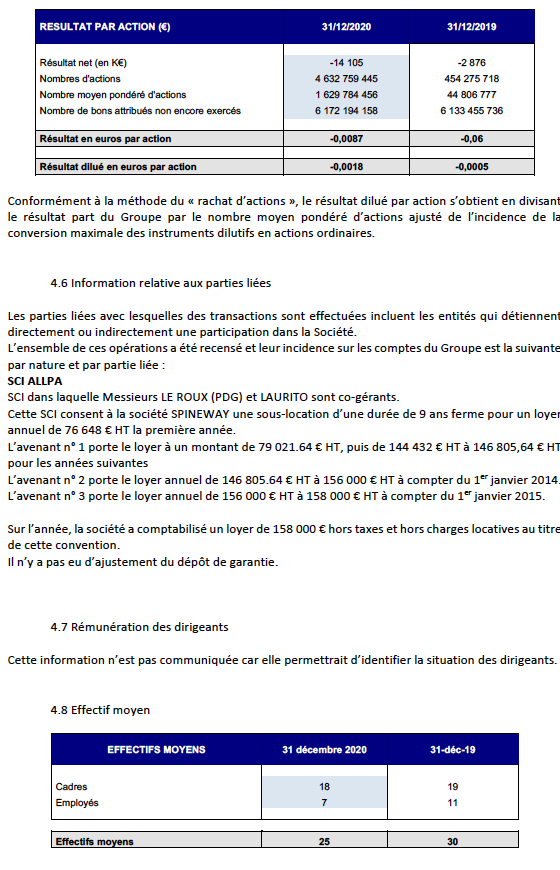 RESULTAT PAR ACTION (€) 31/12/2020 31/12/2019
Résultat net (en K€) -14 105 -2 876
Nombres d'actions 4 632 759 445 454 275 718
Nombre moyen pondéré d'actions 1 629 784 456 44 806 777
Nombre de bons attribués non encore exercés 6 172 194 158 6 133 455 736
Résultat en euros par action -0,0087 -0,06
Résultat dilué en euros par action -0,0018 -0,0005
Conformément à la méthode du « rachat d'actions », le résultat dilué par action s'obtient en divisant
le résultat part du Groupe par le nombre moyen pondéré d'actions ajusté de l'incidence de la
conversion maximale des instruments dilutifs en actions ordinaires.
4.6 Information relative aux parties liées
Les parties liées avec lesquelles des transactions sont effectuées incluent les entités qui détiennent
directement ou indirectement une participation dans la Société.
L'ensemble de ces opérations a été recensé et leur incidence sur les comptes du Groupe est la suivante
par nature et par partie liée :
SCI ALLPA
SCI dans laquelle Messieurs LE ROUX (PDG) et LAURITO sont co-gérants.
Cette SCI consent à la société SPINEWAY une sous-location d'une durée de 9 ans ferme pour un loyer
annuel de 76 648 € HT la première année.
L'avenant n° 1 porte le loyer à un montant de 79 021.64 € HT, puis de 144 432 € HT à 146 805,64 € HT
pour les années suivantes
L'avenant n° 2 porte le loyer annuel de 146 805.64 € HT à 156 000 € HT à compter du 1er janvier 2014.
L'avenant n° 3 porte le loyer annuel de 156 000 € HT à 158 000 € HT à compter du 1er janvier 2015.
Sur l'année, la société a comptabilisé un loyer de 158 000 € hors taxes et hors charges locatives au titre
de cette convention.
Il n'y a pas eu d'ajustement du dépôt de garantie.
4.7 Rémunération des dirigeants
Cette information n'est pas communiquée car elle permettrait d'identifier la situation des dirigeants.
4.8 Effectif moyen
EFFECTIFS MOYENS 31 décembre 2020 31-déc-19
Cadres 18 19
Employés 7 11
Effectifs moyens 25 30